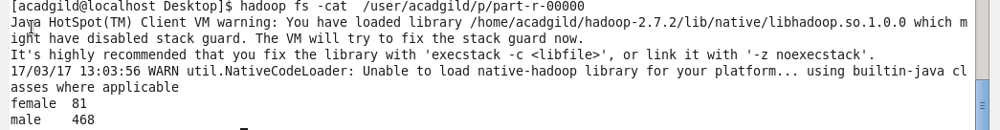 [acadgild@localhost Desktop]$ hadoop fs -cat  /user/acadgild/p/part-r-00000
Java HotSpot(TM) Client VM warning: You have loaded library /home/acadgild/hadoop-2.7.2/lib/native/libhadoop.so.1.0.0 which m
ight have disabled stack guard. The VM will try to fix the stack guard now.
It's highly recommended that you fix the library with 'execstack -c <libfile>', or link it with '-z noexecstack'.
17/03/17 13:03:56 WARN util.NativeCodeLoader: Unable to load native-hadoop library for your platform... using builtin-java cl
asses where applicable
female  81
male    468